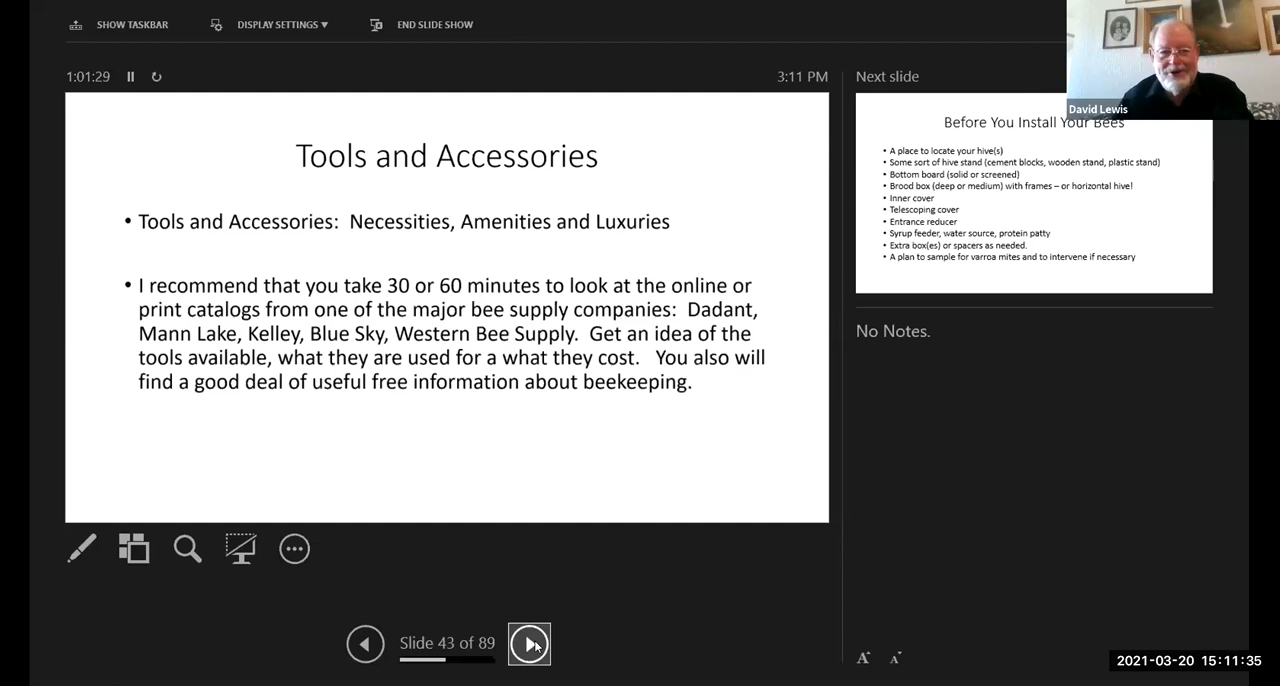 SHOW TASKBAR
DISPLAY SETTINGS ▼
END SLIDE SHOW
1:01:29
3:11 PM
Tools and Accessories
• Tools and Accessories: Necessities, Amenities and Luxuries
• I recommend that you take 30 or 60 minutes to look at the online or
print catalogs from one of the major bee supply companies: Dadant,
Mann Lake, Kelley, Blue Sky, Western Bee Supply. Get an idea of the
tools available, what they are used for a what they cost. You also will
find a good deal of useful free information about beekeeping.
Slide 43 of 89
Next slide
David Lewis
Before You Install Your Bees
• A place to locate your hive(s)
• Some sort of hive stand (cement blocks, wooden stand, plastic stand)
• Bottom board (solid or screened)
• Brood box (deep or medium) with frames – or horizontal hive!
• Inner cover
• Telescoping cover
• Entrance reducer
• Syrup feeder, water source, protein patty
• Extra box(es) or spacers as needed.
• A plan to sample for varroa mites and to intervene if necessary
No Notes.
A A
2021-03-20 15:11:35